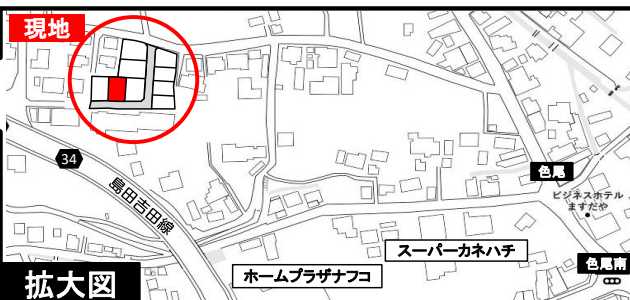 現地
34
島田吉田線
色尾
ビジネスホテル
ますだや
スーパーカネハチ
ホームプラザナフコ
色尾南
拡大図